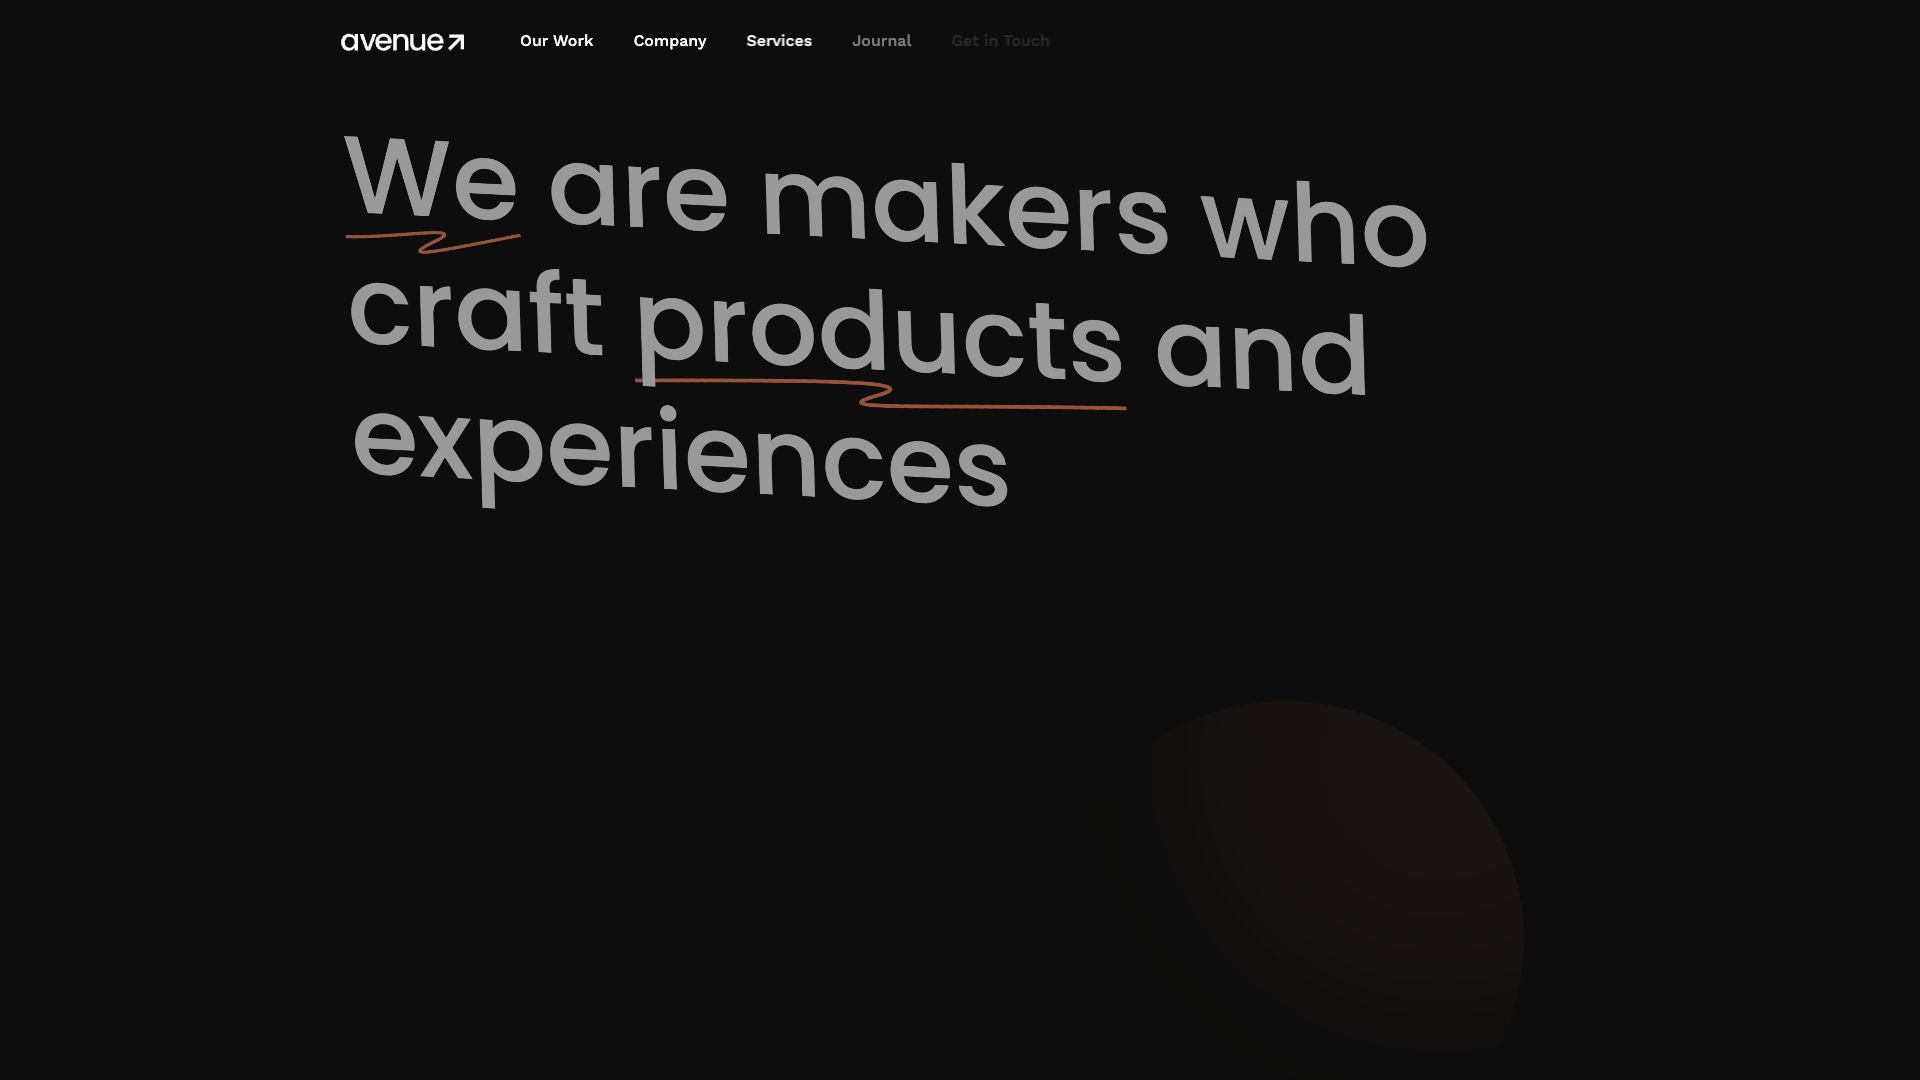 avenue
Our Work
Company
Services
Journal
Get in Touch
We are makers who
craft products and
experiences